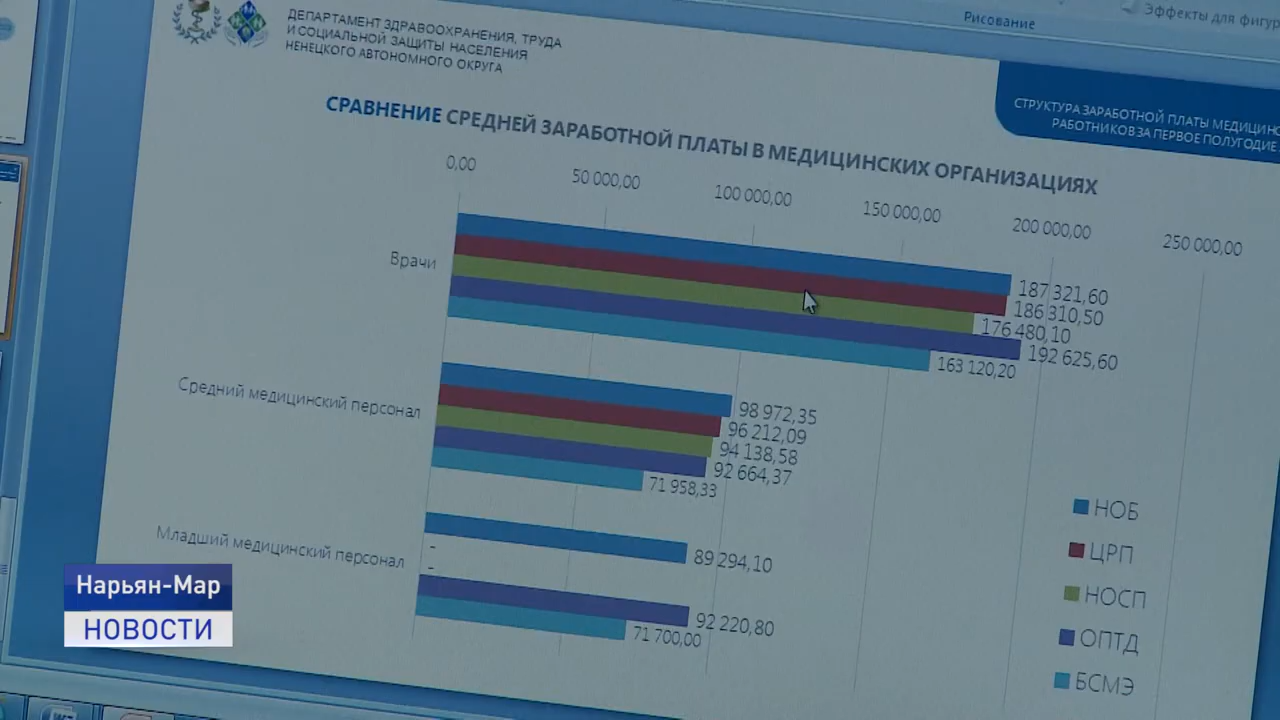 Рисование
Эффекты для фигур
ДЕПАРТАМЕНТ ЗДРАВООХРАНЕНИЯ, ТРУДА
И СОЦИАЛЬНОЙ ЗАЩИТЫ НАСЕЛЕНИЯ
НЕНЕЦКОГО АВТОНОМНОГО ОКРУГА
СТРУКТУРА ЗАРАБОТНОЙ ПЛАТЫ
РАБОТНИКОВ ЗА ПЕРВОЕ ПОЛУГОДИЕ
СРАВНЕНИЕ СРЕДНЕЙ ЗАРАБОТНОЙ ПЛАТЫ В МЕДИЦИНСКИХ ОРГАНИЗАЦИЯХ
0,00
50 000,00
100 000,00
150 000,00
200 000,00
250 000,00
Врачи
187 321,60
186 310,50
176 480,10
192 625,60
163 120,20
Средний медицинский персонал
98 972,35
96 212,09
94 138,58
92 664,37
71 958,33
Младший медицинский персонал
89 294,10
-
-
92 220,80
71 700,00
НОБ
ЦРП
НОСП
ОПТД
БСМЭ
Нарьян-Мар
НОВОСТИ